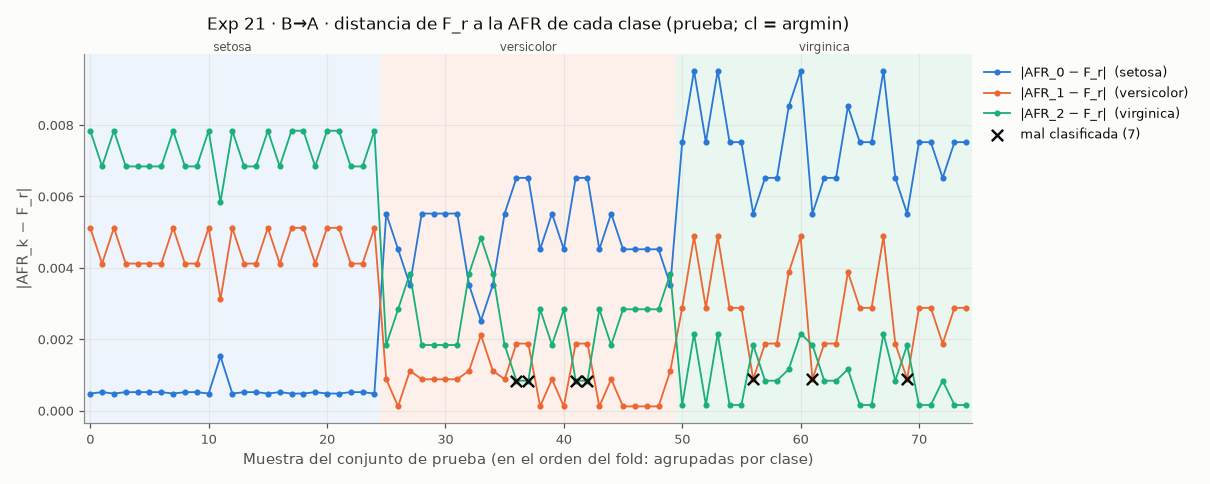 Exp 21 · B→A · distancia de F_r a la AFR de cada clase (prueba; cl = argmin)
setosa
versicolor
virginica
|AFR_0 − F_r| (setosa)
|AFR_1 − F_r| (versicolor)
|AFR_2 − F_r| (virginica)
mal clasificada (7)
|AFR_k − F_r|
0.008
0.006
0.004
0.002
0.000
0 10 20 30 40 50 60 70
Muestra del conjunto de prueba (en el orden del fold: agrupadas por clase)